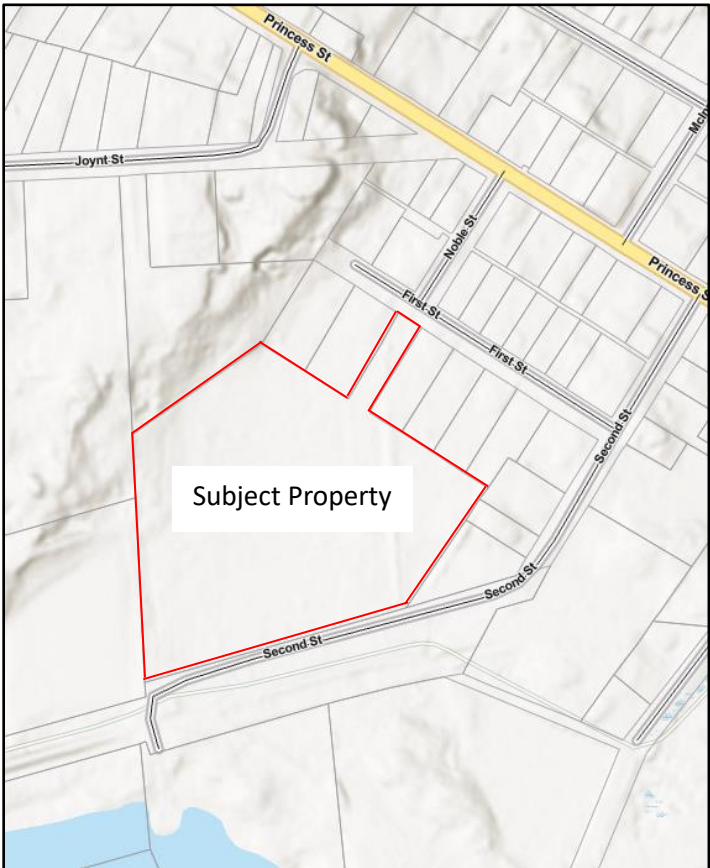 Princess St
McIn
Joynt St
Noble St
Princess S
First St
First St
Second St
Subject Property
Second St
Second St